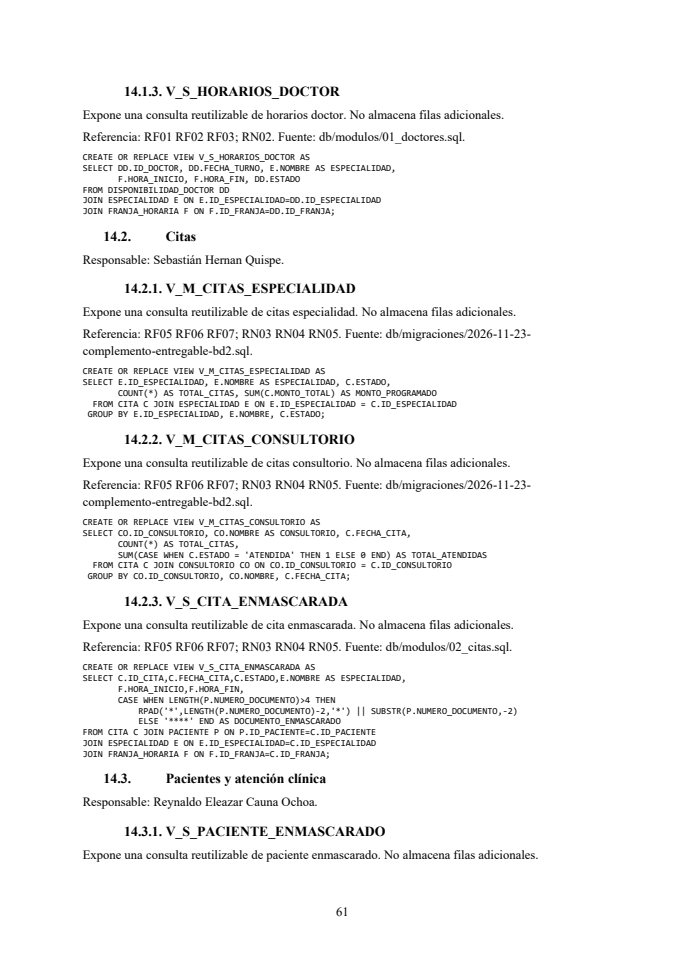 14.1.3. V_S_HORARIOS_DOCTOR
Expone una consulta reutilizable de horarios doctor. No almacena filas adicionales.
Referencia: RF01 RF02 RF03; RN02. Fuente: db/modulos/01_doctores.sql.
CREATE OR REPLACE VIEW V_S_HORARIOS_DOCTOR AS
SELECT DD.ID_DOCTOR, DD.FECHA_TURNO, E.NOMBRE AS ESPECIALIDAD,
F.HORA_INICIO, F.HORA_FIN, DD.ESTADO
FROM DISPONIBILIDAD_DOCTOR DD
JOIN ESPECIALIDAD E ON E.ID_ESPECIALIDAD=DD.ID_ESPECIALIDAD
JOIN FRANJA_HORARIA F ON F.ID_FRANJA=DD.ID_FRANJA;
14.2. Citas
Responsable: Sebastián Hernan Quispe.
14.2.1. V_M_CITAS_ESPECIALIDAD
Expone una consulta reutilizable de citas especialidad. No almacena filas adicionales.
Referencia: RF05 RF06 RF07; RN03 RN04 RN05. Fuente: db/migraciones/2026-11-23-
complemento-entregable-bd2.sql.
CREATE OR REPLACE VIEW V_M_CITAS_ESPECIALIDAD AS
SELECT E.ID_ESPECIALIDAD, E.NOMBRE AS ESPECIALIDAD, C.ESTADO,
COUNT(*) AS TOTAL_CITAS, SUM(C.MONTO_TOTAL) AS MONTO_PROGRAMADO
FROM CITA C JOIN ESPECIALIDAD E ON E.ID_ESPECIALIDAD = C.ID_ESPECIALIDAD
GROUP BY E.ID_ESPECIALIDAD, E.NOMBRE, C.ESTADO;
14.2.2. V_M_CITAS_CONSULTORIO
Expone una consulta reutilizable de citas consultorio. No almacena filas adicionales.
Referencia: RF05 RF06 RF07; RN03 RN04 RN05. Fuente: db/migraciones/2026-11-23-
complemento-entregable-bd2.sql.
CREATE OR REPLACE VIEW V_M_CITAS_CONSULTORIO AS
SELECT CO.ID_CONSULTORIO, CO.NOMBRE AS CONSULTORIO, C.FECHA_CITA,
COUNT(*) AS TOTAL_CITAS,
SUM(CASE WHEN C.ESTADO = 'ATENDIDA' THEN 1 ELSE 0 END) AS TOTAL_ATENDIDAS
FROM CITA C JOIN CONSULTORIO CO ON CO.ID_CONSULTORIO = C.ID_CONSULTORIO
GROUP BY CO.ID_CONSULTORIO, CO.NOMBRE, C.FECHA_CITA;
14.2.3. V_S_CITA_ENMASCARADA
Expone una consulta reutilizable de cita enmascarada. No almacena filas adicionales.
Referencia: RF05 RF06 RF07; RN03 RN04 RN05. Fuente: db/modulos/02_citas.sql.
CREATE OR REPLACE VIEW V_S_CITA_ENMASCARADA AS
SELECT C.ID_CITA,C.FECHA_CITA,C.ESTADO,E.NOMBRE AS ESPECIALIDAD,
F.HORA_INICIO,F.HORA_FIN,
CASE WHEN LENGTH(P.NUMERO_DOCUMENTO)>4 THEN
RPAD('*',LENGTH(P.NUMERO_DOCUMENTO)-2,'*') || SUBSTR(P.NUMERO_DOCUMENTO,-2)
ELSE '****' END AS DOCUMENTO_ENMASCARADO
FROM CITA C JOIN PACIENTE P ON P.ID_PACIENTE=C.ID_PACIENTE
JOIN ESPECIALIDAD E ON E.ID_ESPECIALIDAD=C.ID_ESPECIALIDAD
JOIN FRANJA_HORARIA F ON F.ID_FRANJA=C.ID_FRANJA;
14.3. Pacientes y atención clínica
Responsable: Reynaldo Eleazar Cauna Ochoa.
14.3.1. V_S_PACIENTE_ENMASCARADO
Expone una consulta reutilizable de paciente enmascarado. No almacena filas adicionales.
61